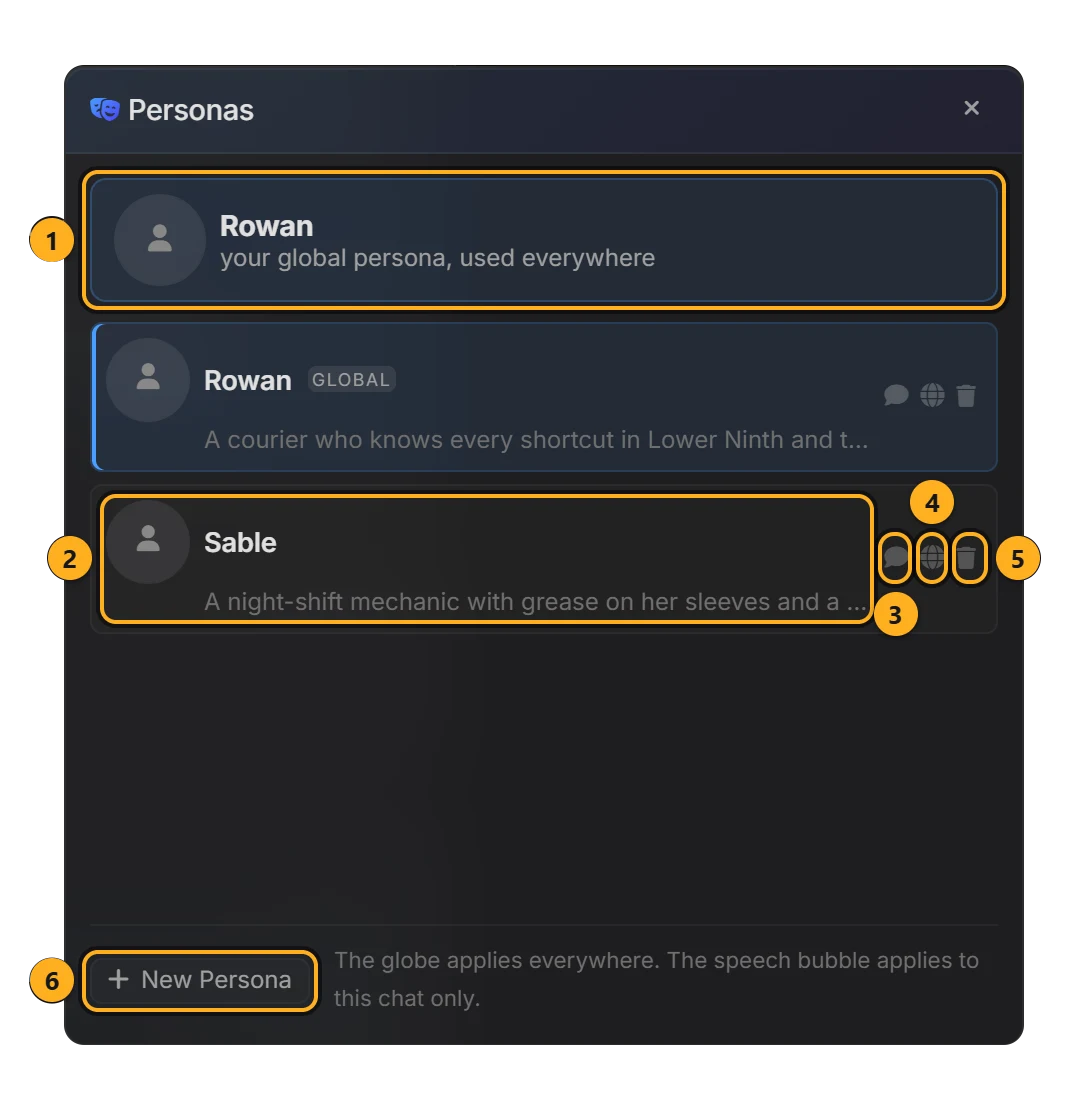 Personas
1
Rowan
your global persona, used everywhere
Rowan GLOBAL
A courier who knows every shortcut in Lower Ninth and t...
4
2
Sable
5
A night-shift mechanic with grease on her sleeves and a ...
3
6
+ New Persona
The globe applies everywhere. The speech bubble applies to
this chat only.